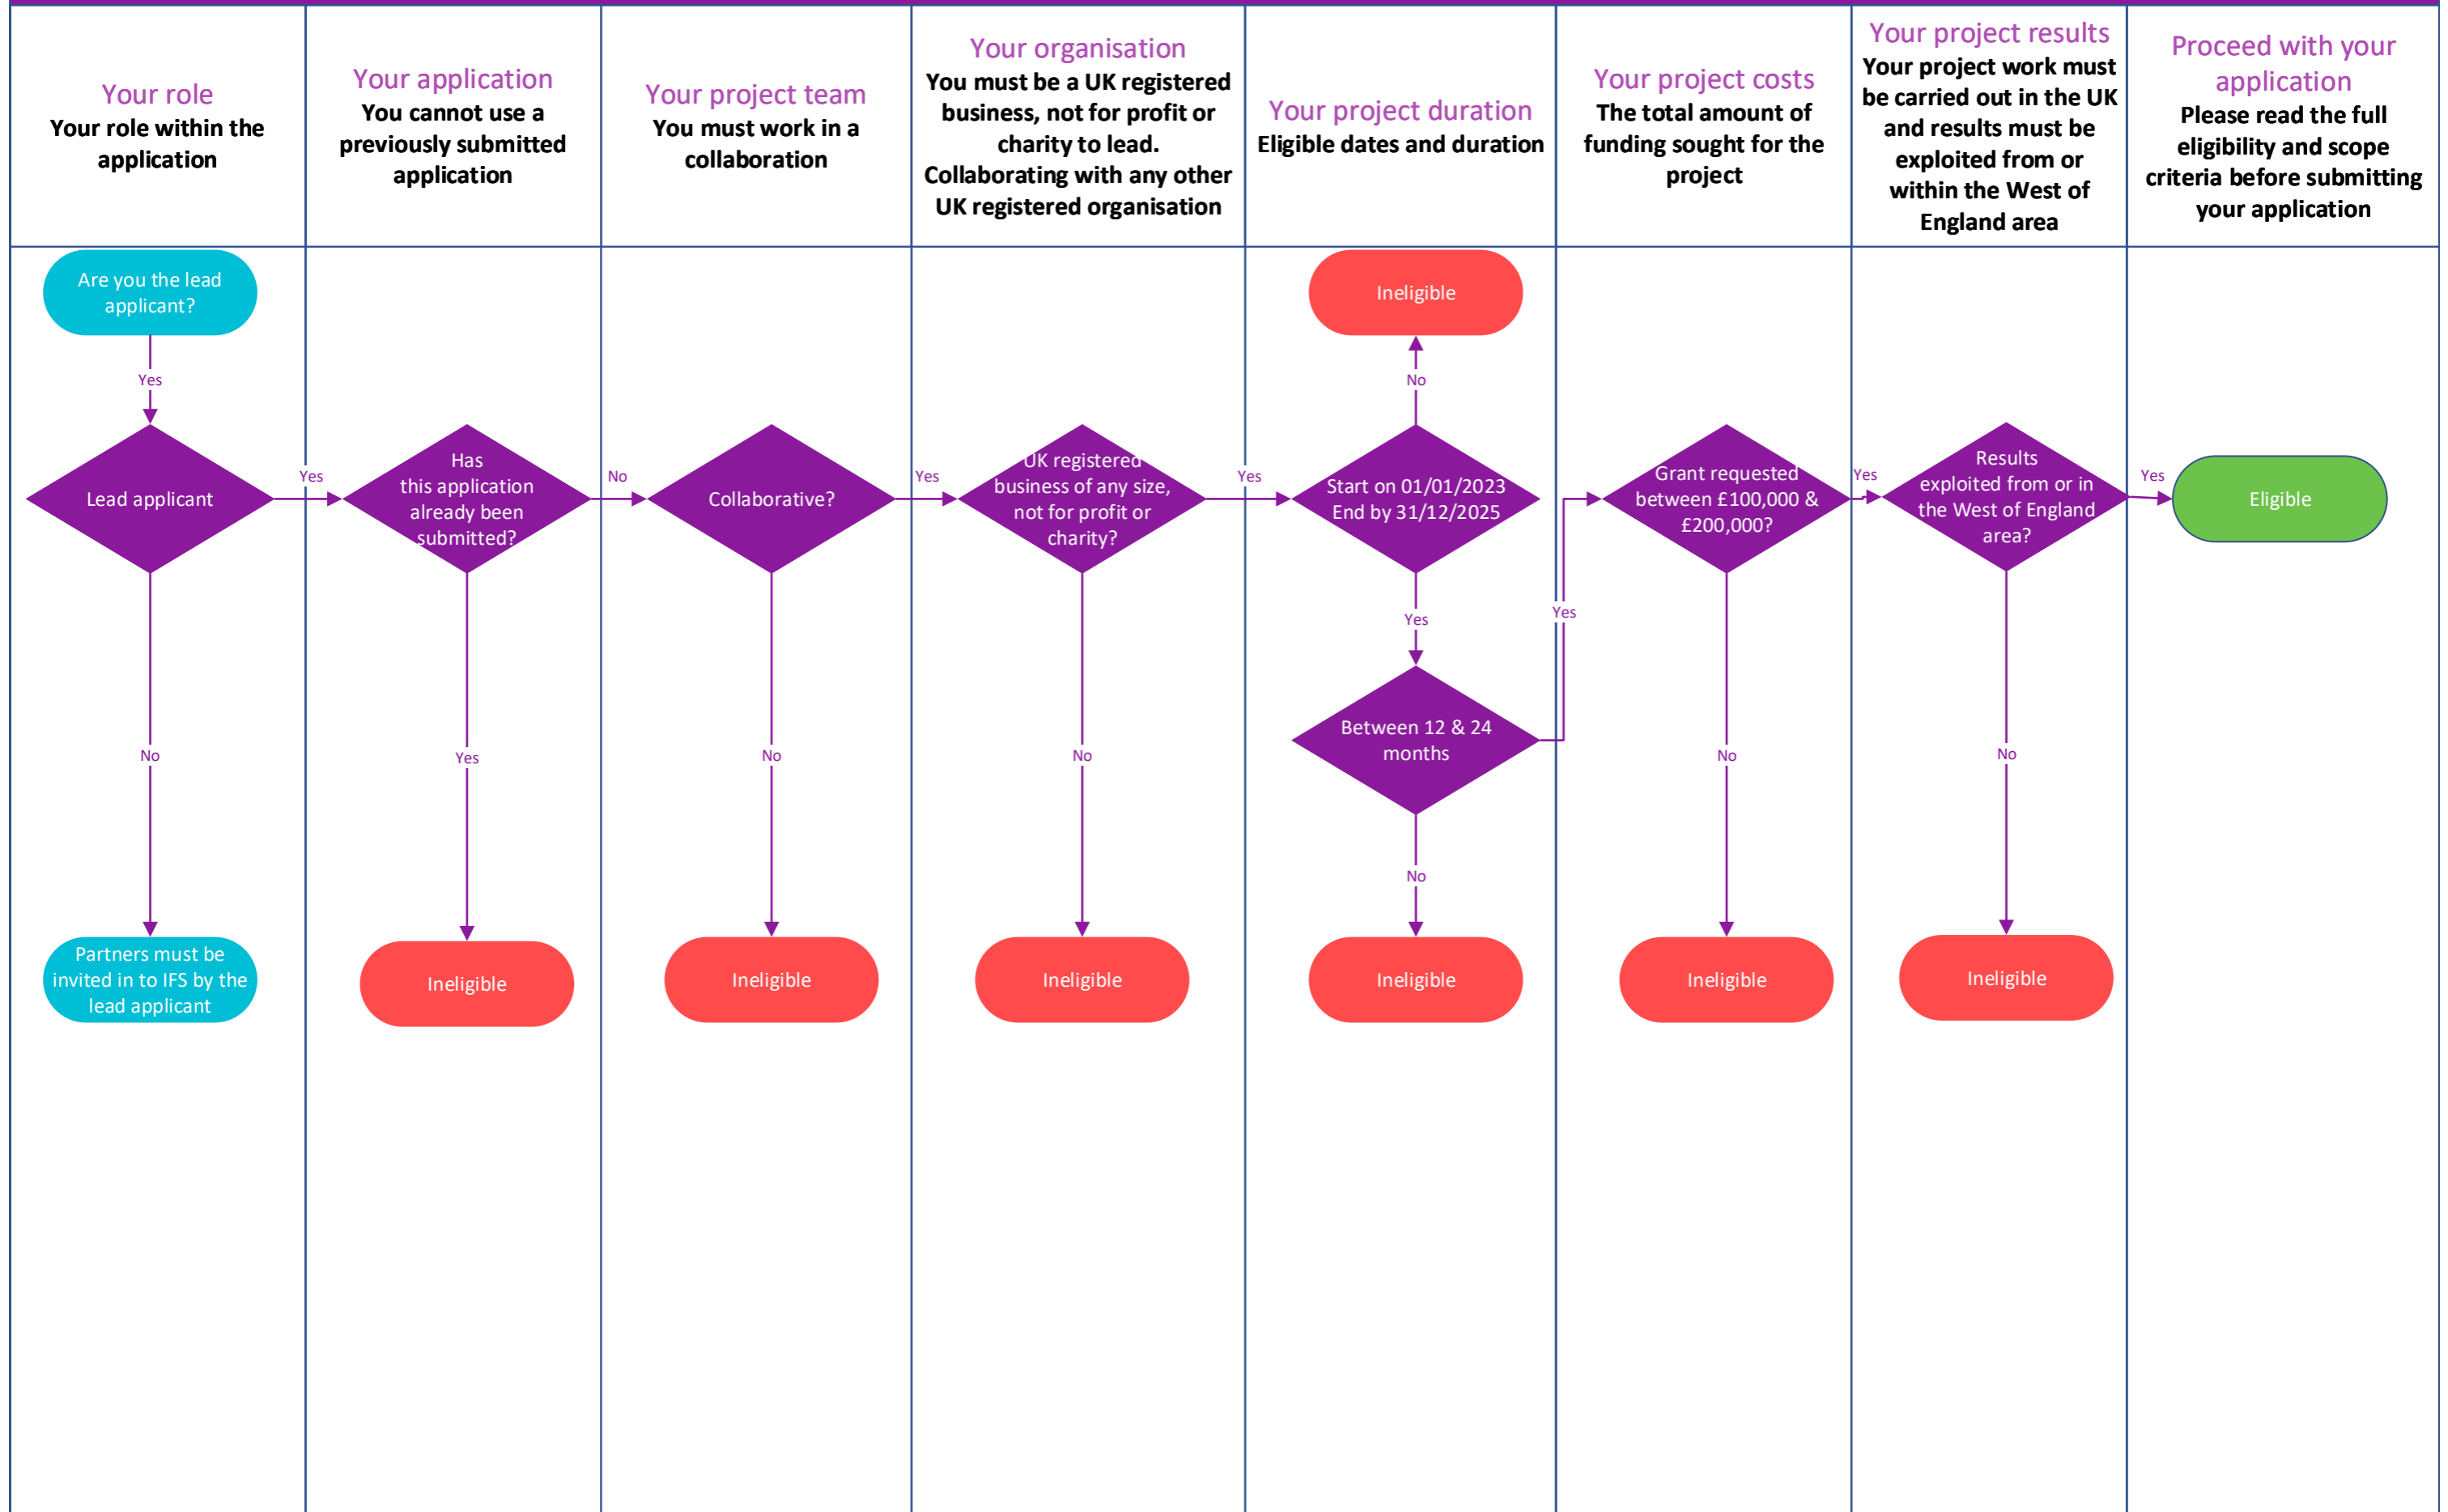 Your role
Your role within the
application
Your application
You cannot use a
previously submitted
application
Your project team
You must work in a
collaboration
Your organisation
You must be a UK registered
business, not for profit or
charity to lead.
Collaborating with any other
UK registered organisation
Your project duration
Eligible dates and duration
Your project costs
The total amount of
funding sought for the
project
Your project results
Your project work must
be carried out in the UK
and results must be
exploited from or
within the West of
England area
Proceed with your
application
Please read the full
eligibility and scope
criteria before submitting
your application
Are you the lead
applicant?
Yes
Lead applicant
Yes
No
Partners must be
invited in to IFS by the
lead applicant
Has
this application
already been
submitted?
No
Yes
Ineligible
Collaborative?
Yes
No
Ineligible
UK registered
business of any size,
not for profit or
charity?
Yes
No
Ineligible
Ineligible
No
Start on 01/01/2023
End by 31/12/2025
Yes
Between 12 & 24
months
Yes
No
Ineligible
Grant requested
between £100,000 &
£200,000?
Yes
No
Ineligible
Results
exploited from or in
the West of England
area?
Yes
No
Ineligible
Eligible